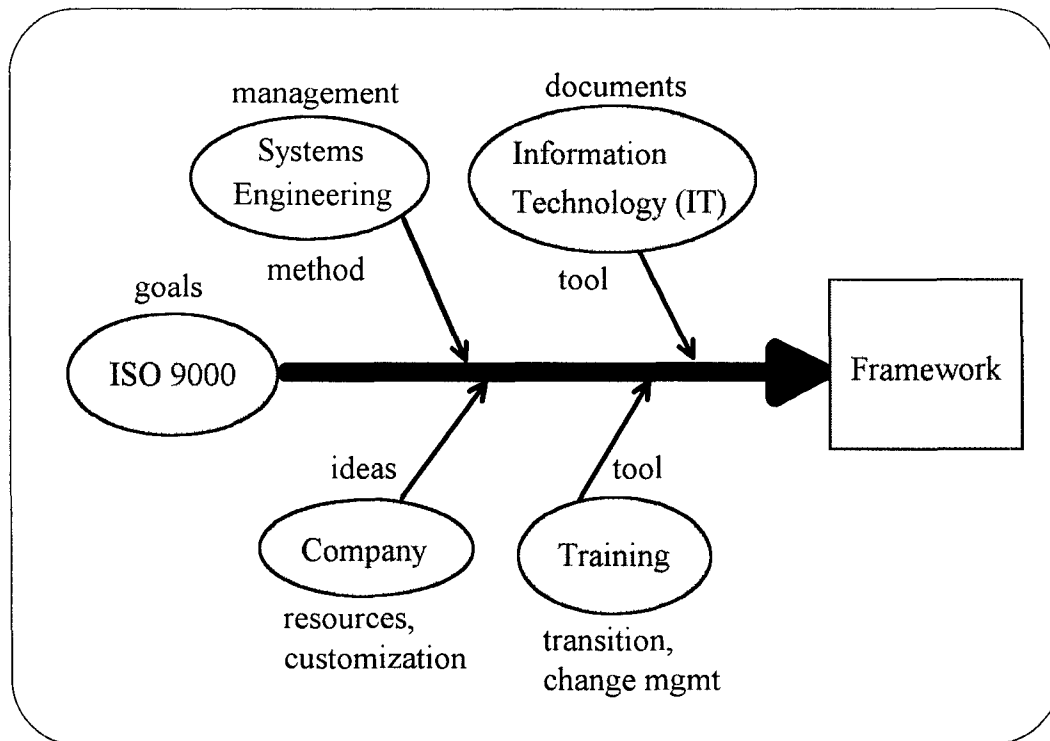 management
Systems
Engineering
method
documents
Information
Technology (IT)
tool
goals
ISO 9000
Framework
ideas
Company
resources,
customization
tool
Training
transition,
change mgmt